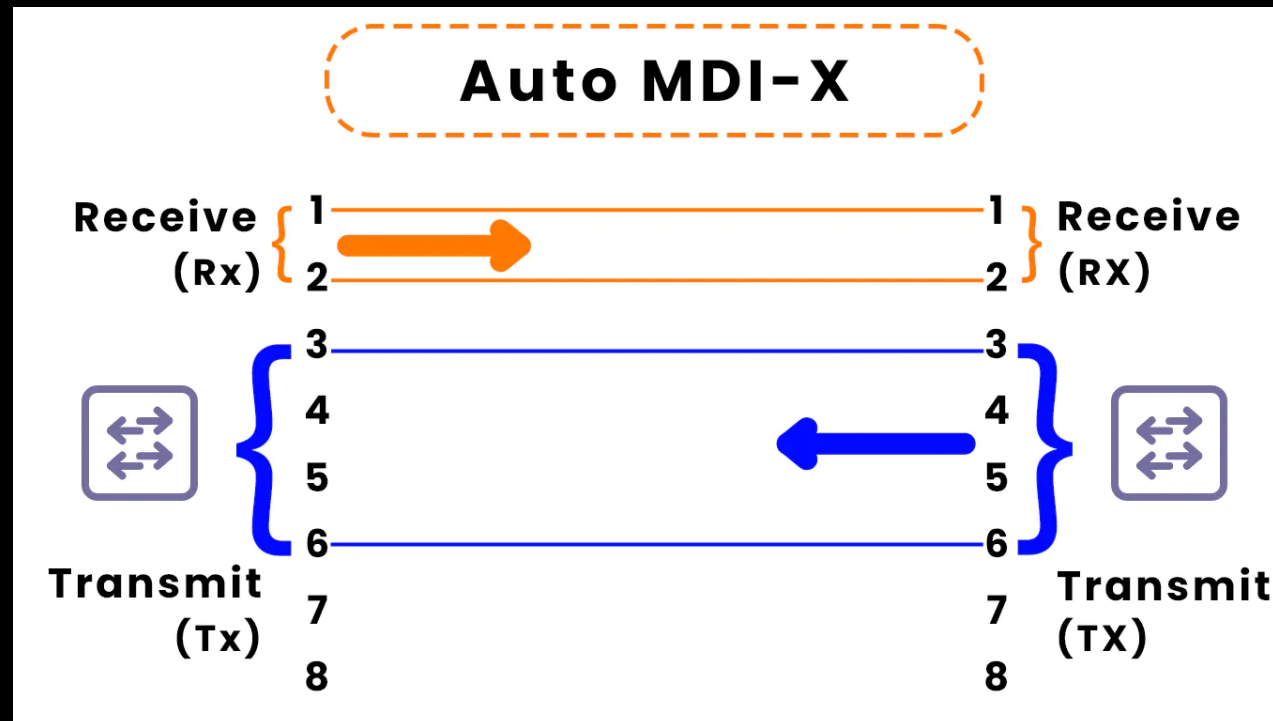 Auto MDI-X
Receive
(Rx)
1
2
3
4
5
6
7
8
Transmit
(Tx)
1
2
3
4
5
6
7
8
Receive
(RX)
Transmit
(TX)